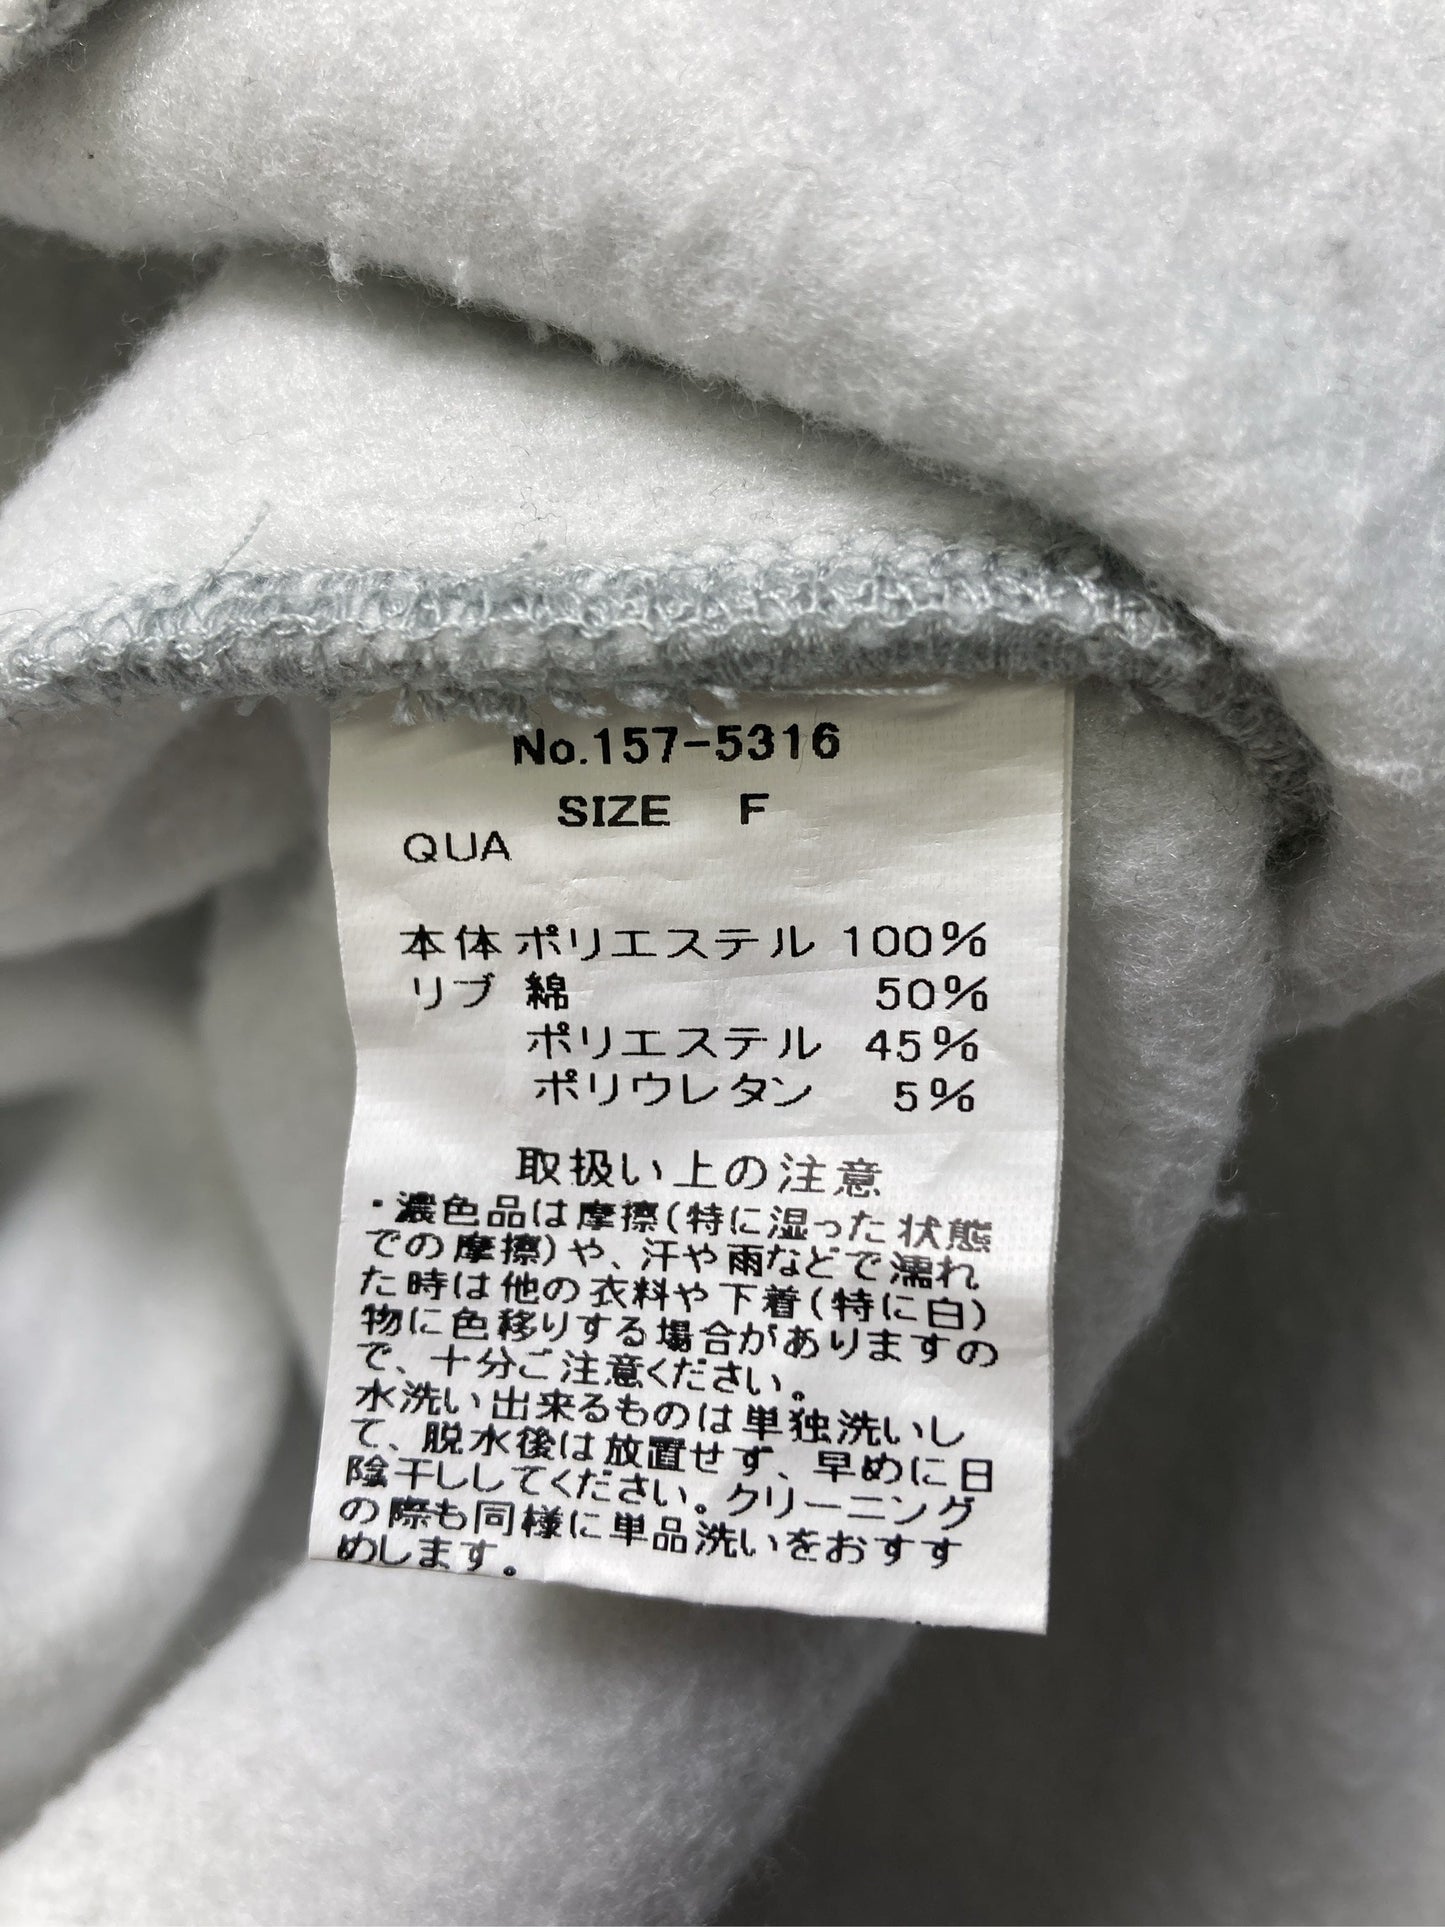 No.157-5316
SIZE F
QUA
本体 ポリエステル 100%
リブ 綿 50%
ポリエステル 45%
ポリウレタン 5%
取扱い上の注意
・濃色品は摩擦(特に湿った状態
での摩擦)や、汗や雨などで濡れ
た時は他の衣料や下着(特に白)
物に色移りする場合がありますの
で、十分ご注意ください。
水洗い出来るものは単独洗いし
て、脱水後は放置せず、早めに日
陰干ししてください。クリーニング
の際も同様に単品洗いをおすす
めします。